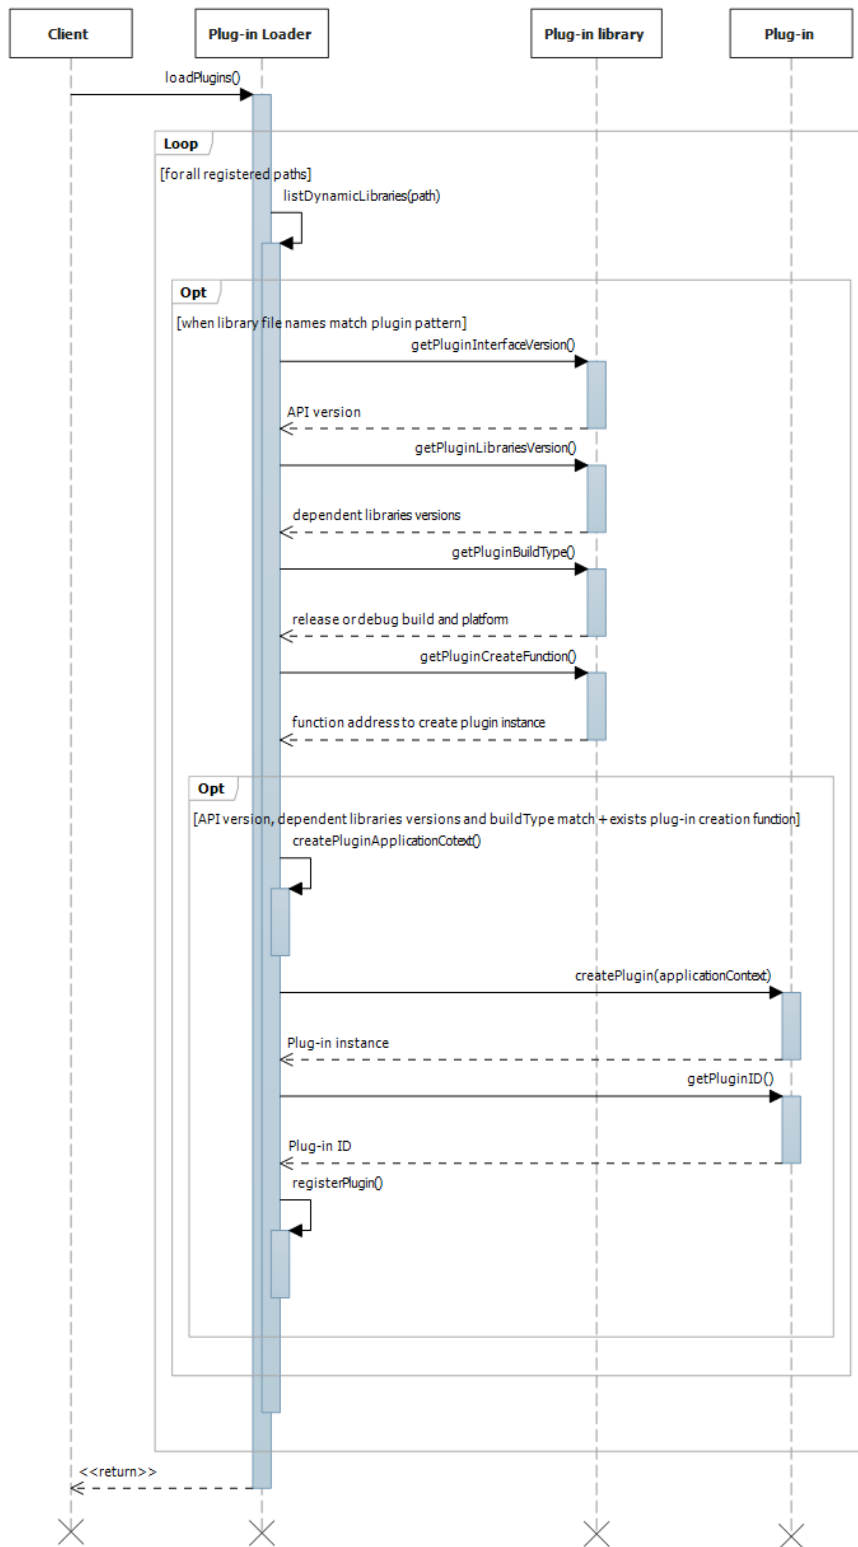 Client
Plug-in Loader
Plug-in library
Plug-in
loadPlugins()
Loop
[for all registered paths]
listDynamicLibraries(path)
Opt
[when library file names match plugin pattern]
getPluginInterfaceVersion()
API version
getPluginLibrariesVersion()
dependent libraries versions
getPluginBuildType()
release or debug build and platform
getPluginCreateFunction()
function address to create plugin instance
Opt
[API version, dependent libraries versions and buildType match + exists plug-in creation function]
createPluginApplicationCotext()
createPlugin(applicationContext)
Plug-in instance
getPluginID()
Plug-in ID
registerPlugin()
<<return>>